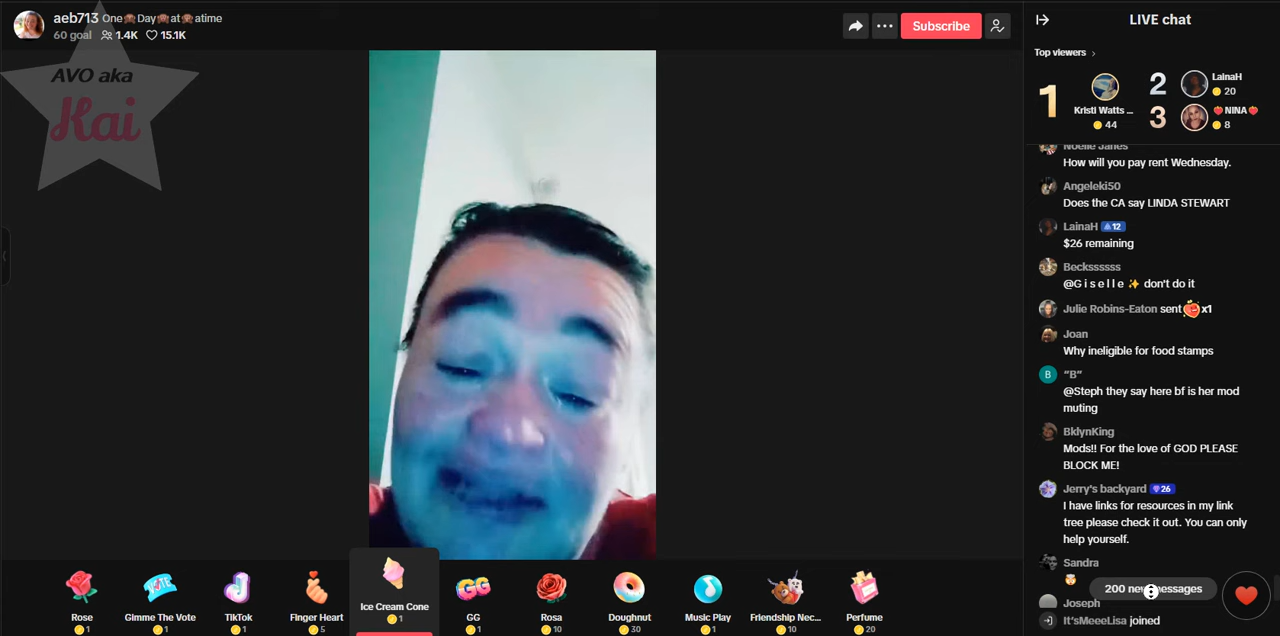 aeb713 One🙈Day🙈at🙈atime
60 goal 1.4K 15.1K
AVO aka
Kai
Subscribe
LIVE chat
Top viewers >
1 Kristi Watts ... 44
2 LainaH 20
3 🍓NINA🍓 8
Noelle Janes
How will you pay rent Wednesday.
Angeleki50
Does the CA say LINDA STEWART
LainaH 12
$26 remaining
Becksssssss
@G i s e l l e ✨ don't do it
Julie Robins-Eaton sent x1
Joan
Why ineligible for food stamps
B "B"
@Steph they say here bf is her mod
muting
BklynKing
Mods!! For the love of GOD PLEASE
BLOCK ME!
Jerry's backyard 26
I have links for resources in my link
tree please check it out. You can only
help yourself.
Sandra
🤯
200 new messages
Joseph
It'sMeeeLisa joined
Rose
1
VOTE
GImme The Vote
1
TikTok
1
Finger Heart
5
Ice Cream Cone
1
GG
GG
1
Rosa
10
Doughnut
30
Music Play
1
Friendship Nec...
10
Perfume
20